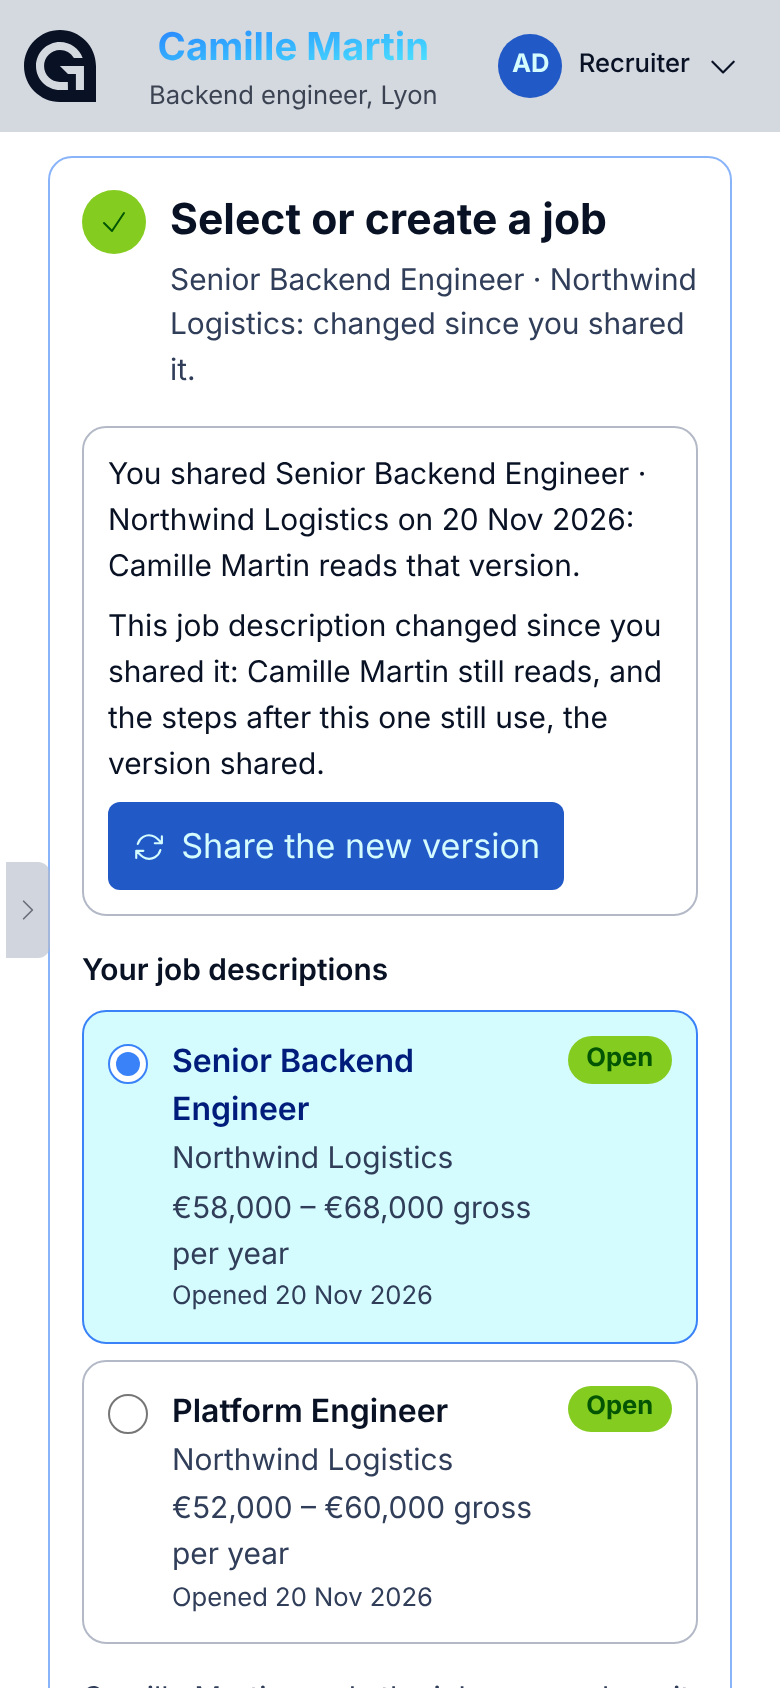 Camille Martin
Backend engineer, Lyon
AD
Recruiter
Select or create a job
Senior Backend Engineer · Northwind
Logistics: changed since you shared
it.
You shared Senior Backend Engineer ·
Northwind Logistics on 20 Nov 2026:
Camille Martin reads that version.
This job description changed since you
shared it: Camille Martin still reads, and
the steps after this one still use, the
version shared.
Share the new version
Your job descriptions
Senior Backend
Engineer
Open
Northwind Logistics
€58,000 – €68,000 gross
per year
Opened 20 Nov 2026
Platform Engineer
Open
Northwind Logistics
€52,000 – €60,000 gross
per year
Opened 20 Nov 2026